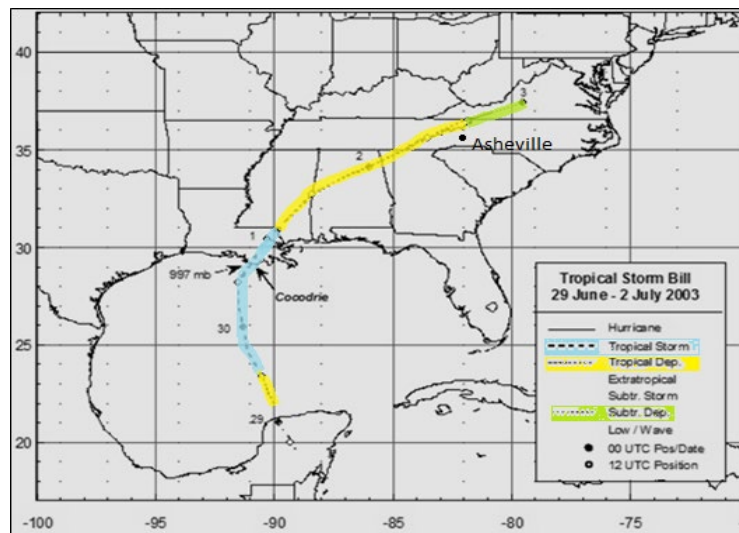 40
35
30
25
20
-100
-95
-90
-85
-80
-75
3
Asheville
2
1
997 mb
Cocodrie
30
29
Tropical Storm Bill
29 June - 2 July 2003
Hurricane
Tropical Storm
Tropical Dep.
Extratropical
Subtr. Storm
Subtr. Dep.
Low / Wave
00 UTC Pos/Date
12 UTC Position